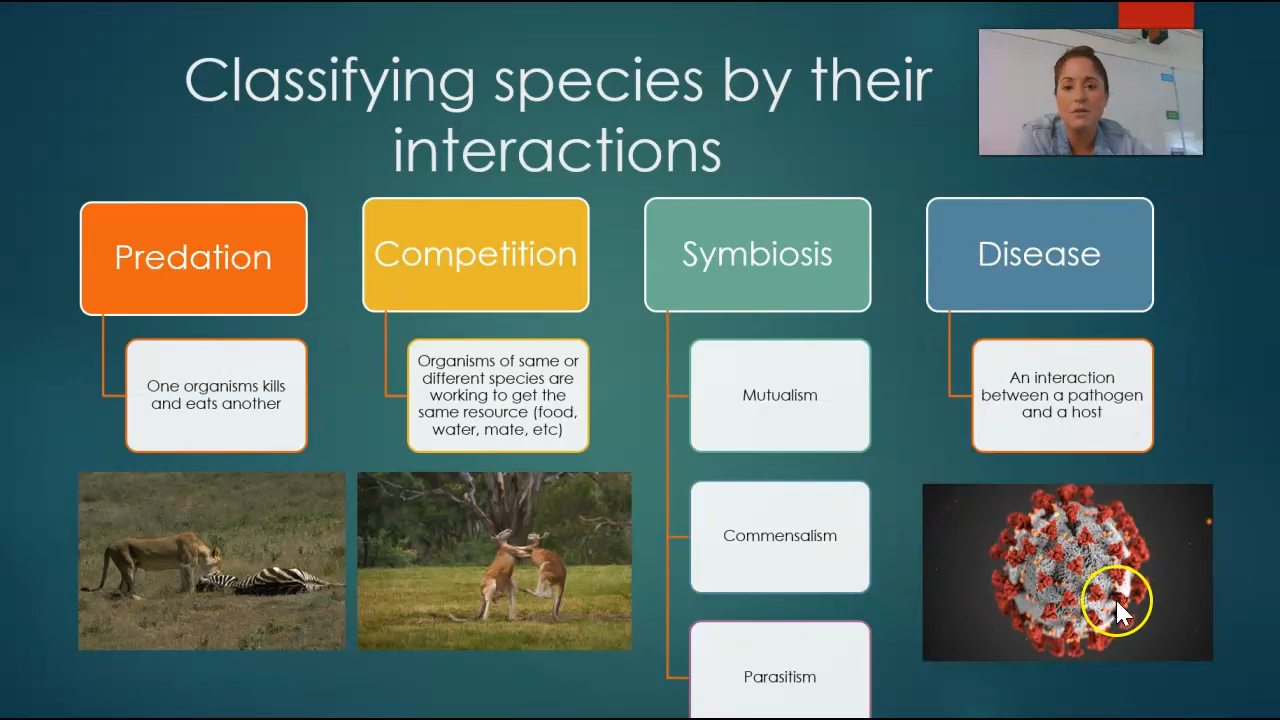 Classifying species by their
interactions
Predation
One organisms kills
and eats another
Competition
Organisms of same or
different species are
working to get the
same resource (food,
water, mate, etc)
Symbiosis
Mutualism
Commensalism
Parasitism
Disease
An interaction
between a pathogen
and a host